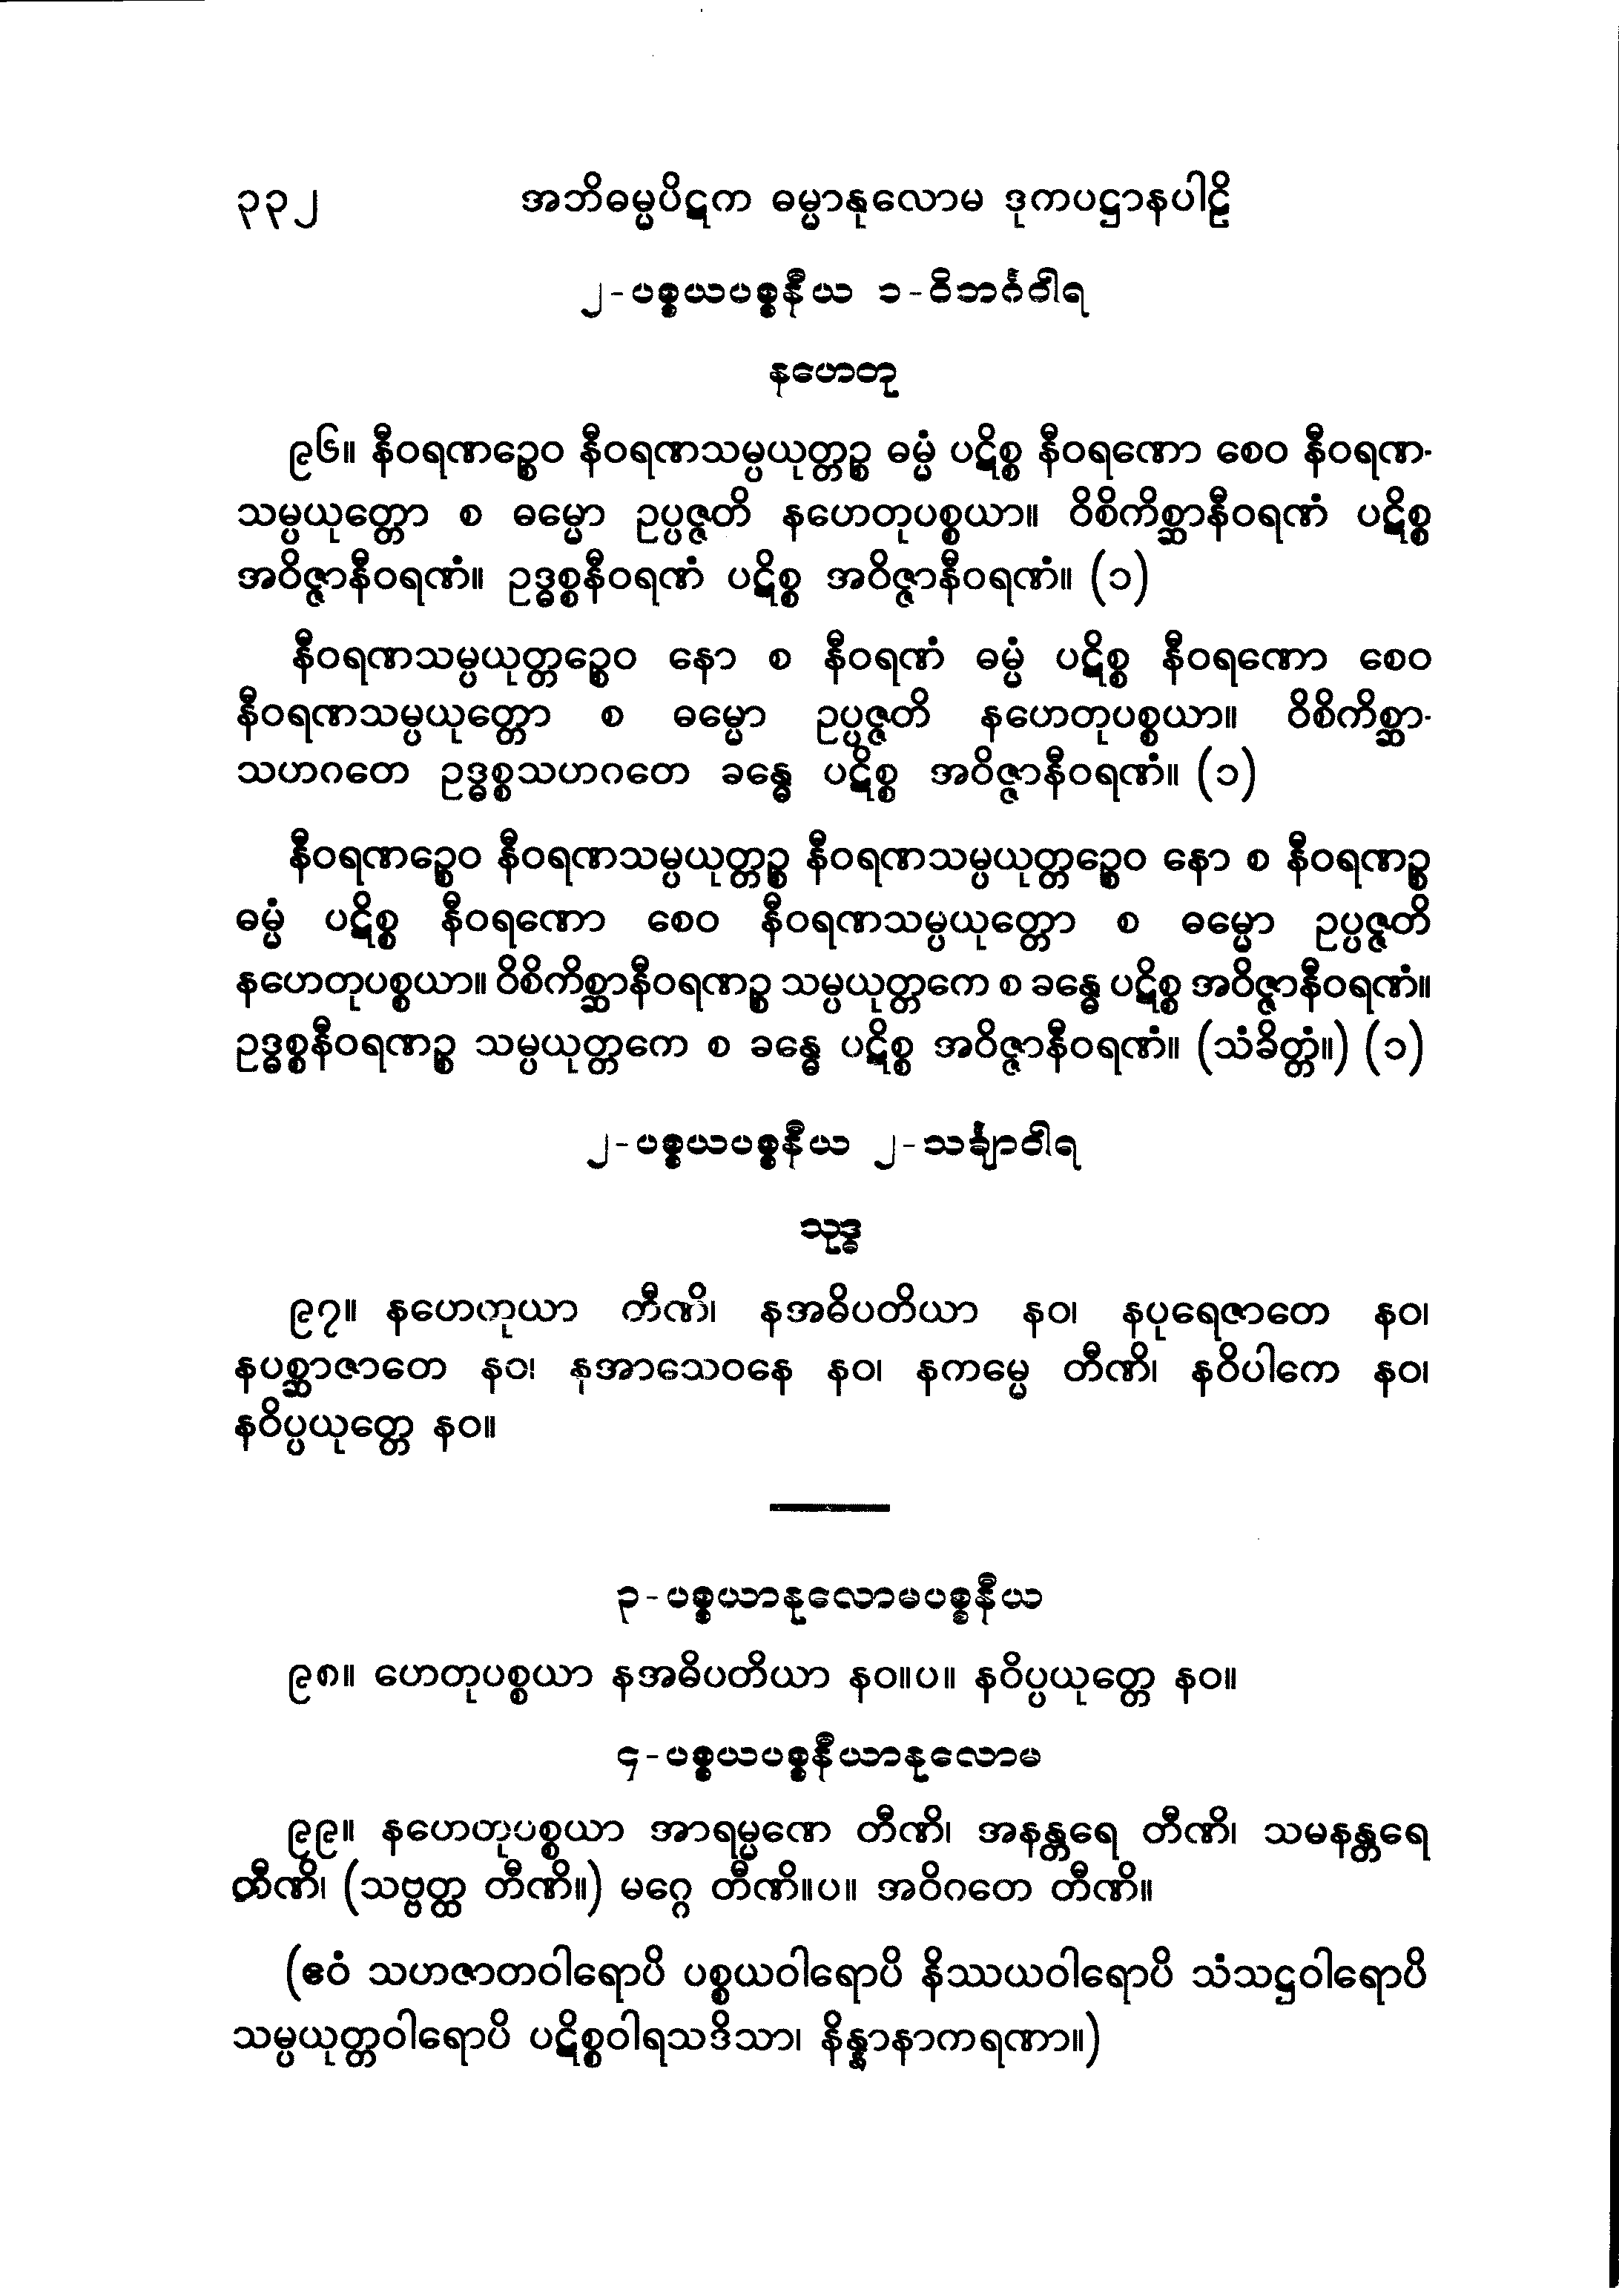 ၃၃၂ အဘိဓမ္မပိဋက ဓမ္မာနုလောမ ဒုကပဋ္ဌာနပါဠိ
၂-ပစ္စယပစ္စနီယ ၁-ဝိဘင်္ဂဝါရ
နဟေတု
၉၆။ နီဝရဏဉ္စေဝ နီဝရဏသမ္ပယုတ္တဉ္စ ဓမ္မံ ပဋိစ္စ နီဝရဏော စေဝ နီဝရဏ-
သမ္ပယုတ္တော စ ဓမ္မော ဥပ္ပဇ္ဇတိ နဟေတုပစ္စယာ။ ဝိစိကိစ္ဆာနီဝရဏံ ပဋိစ္စ
အဝိဇ္ဇာနီဝရဏံ။ ဥဒ္ဓစ္စနီဝရဏံ ပဋိစ္စ အဝိဇ္ဇာနီဝရဏံ။ (၁)
နီဝရဏသမ္ပယုတ္တဉ္စေဝ နော စ နီဝရဏံ ဓမ္မံ ပဋိစ္စ နီဝရဏော စေဝ
နီဝရဏသမ္ပယုတ္တော စ ဓမ္မော ဥပ္ပဇ္ဇတိ နဟေတုပစ္စယာ။ ဝိစိကိစ္ဆာ-
သဟဂတေ ဥဒ္ဓစ္စသဟဂတေ ခန္ဓေ ပဋိစ္စ အဝိဇ္ဇာနီဝရဏံ။ (၁)
နီဝရဏဉ္စေဝ နီဝရဏသမ္ပယုတ္တဉ္စ နီဝရဏသမ္ပယုတ္တဉ္စေဝ နော စ နီဝရဏဉ္စ
ဓမ္မံ ပဋိစ္စ နီဝရဏော စေဝ နီဝရဏသမ္ပယုတ္တော စ ဓမ္မော ဥပ္ပဇ္ဇတိ
နဟေတုပစ္စယာ။ ဝိစိကိစ္ဆာနီဝရဏဉ္စ သမ္ပယုတ္တကေ စ ခန္ဓေ ပဋိစ္စ အဝိဇ္ဇာနီဝရဏံ။
ဥဒ္ဓစ္စနီဝရဏဉ္စ သမ္ပယုတ္တကေ စ ခန္ဓေ ပဋိစ္စ အဝိဇ္ဇာနီဝရဏံ။ (သံခိတ္တံ။) (၁)
၂-ပစ္စယပစ္စနီယ ၂-သင်္ချာဝါရ
သုဒ္ဓ
၉၇။ နဟေတုယာ တီဏိ၊ နအဓိပတိယာ နဝ၊ နပုရေဇာတေ နဝ၊
နပစ္ဆာဇာတေ နဝ၊ နအာသေဝနေ နဝ၊ နကမ္မေ တီဏိ၊ နဝိပါကေ နဝ၊
နဝိပ္ပယုတ္တေ နဝ။
၃-ပစ္စယာနုလောမပစ္စနီယ
၉၈။ ဟေတုပစ္စယာ နအဓိပတိယာ နဝ။ပ။ နဝိပ္ပယုတ္တေ နဝ။
၄-ပစ္စယပစ္စနီယာနုလောမ
၉၉။ နဟေတုပစ္စယာ အာရမ္မဏေ တီဏိ၊ အနန္တရေ တီဏိ၊ သမနန္တရေ
တီဏိ၊ (သဗ္ဗတ္ထ တီဏိ။) မဂ္ဂေ တီဏိ။ပ။ အဝိဂတေ တီဏိ။
(ဧဝံ သဟဇာတဝါရောပိ ပစ္စယဝါရောပိ နိဿယဝါရောပိ သံသဋ္ဌဝါရောပိ
သမ္ပယုတ္တဝါရောပိ ပဋိစ္စဝါရသဒိသာ၊ နိန္နာနာကရဏာ။)